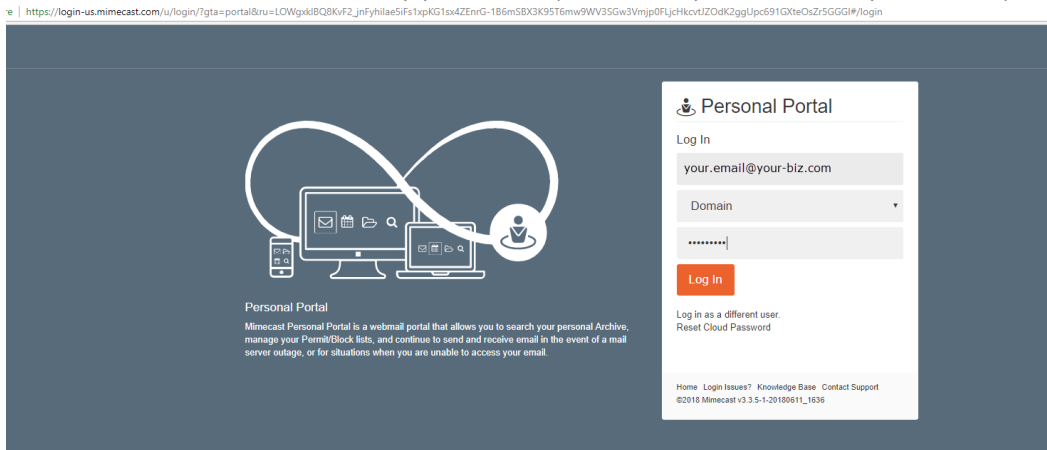 re | https://login-us.mimecast.com/u/login/?gta=portal&ru=LOWgxklBQ8KvF2_jnFyhilae5iFs1xpKG1sx4ZEnrG-1B6mSBX3K95T6mw9WV3SGw3Vmjp0FLjcHkcvtJZOdK2ggUpc691GXteOsZr5GGGl#/login
Personal Portal
Log In
your.email@your-biz.com
Domain
•••••••••
Log In
Log in as a different user.
Reset Cloud Password
Home Login Issues? Knowledge Base Contact Support
©2018 Mimecast v3.3.5-1-20180611_1636
Personal Portal
Mimecast Personal Portal is a webmail portal that allows you to search your personal Archive,
manage your Permit/Block lists, and continue to send and receive email in the event of a mail
server outage, or for situations when you are unable to access your email.